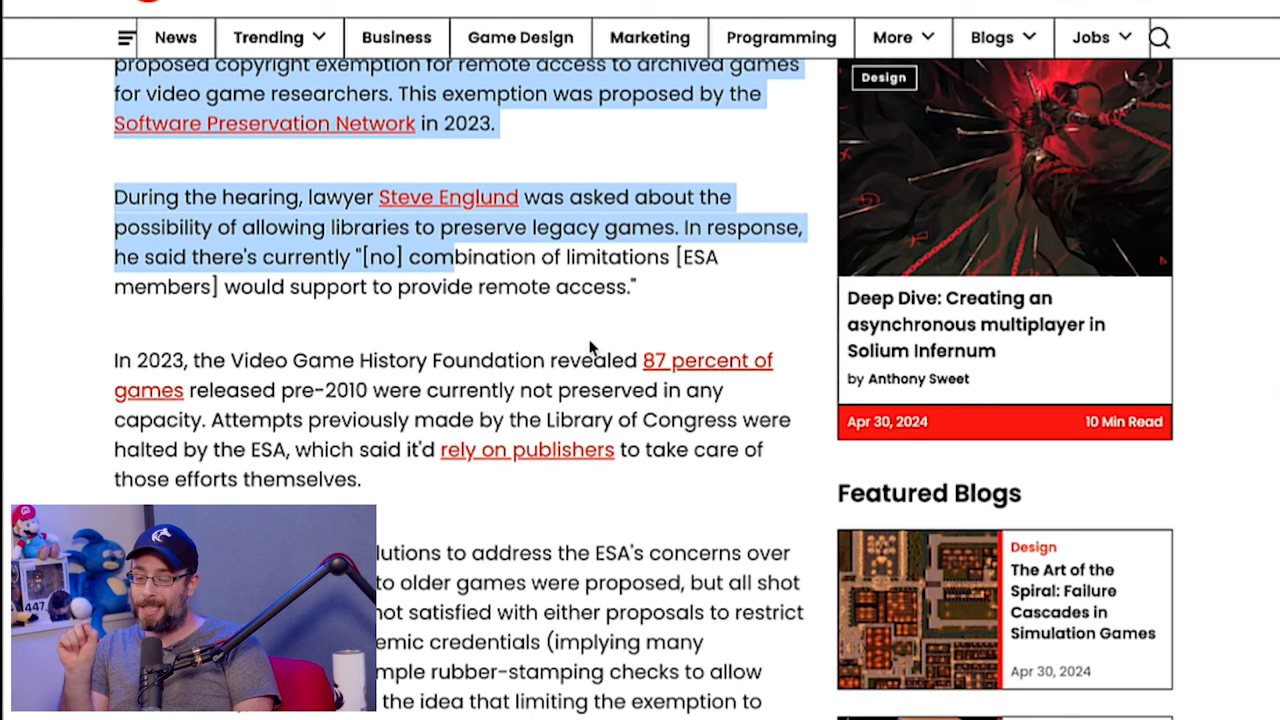 News
Trending
Business
Game Design
Marketing
Programming
More
Blogs
Jobs
proposed copyright exemption for remote access to archived games
for video game researchers. This exemption was proposed by the
Software Preservation Network in 2023.
During the hearing, lawyer Steve Englund was asked about the
possibility of allowing libraries to preserve legacy games. In response,
he said there's currently "[no] combination of limitations [ESA
members] would support to provide remote access."
In 2023, the Video Game History Foundation revealed 87 percent of
games released pre-2010 were currently not preserved in any
capacity. Attempts previously made by the Library of Congress were
halted by the ESA, which said it'd rely on publishers to take care of
those efforts themselves.
lutions to address the ESA's concerns over
to older games were proposed, but all shot
not satisfied with either proposals to restrict
emic credentials (implying many
mple rubber-stamping checks to allow
the idea that limiting the exemption to
447
Design
Deep Dive: Creating an
asynchronous multiplayer in
Solium Infernum
by Anthony Sweet
Apr 30, 2024
10 Min Read
Featured Blogs
Design
The Art of the
Spiral: Failure
Cascades in
Simulation Games
Apr 30, 2024